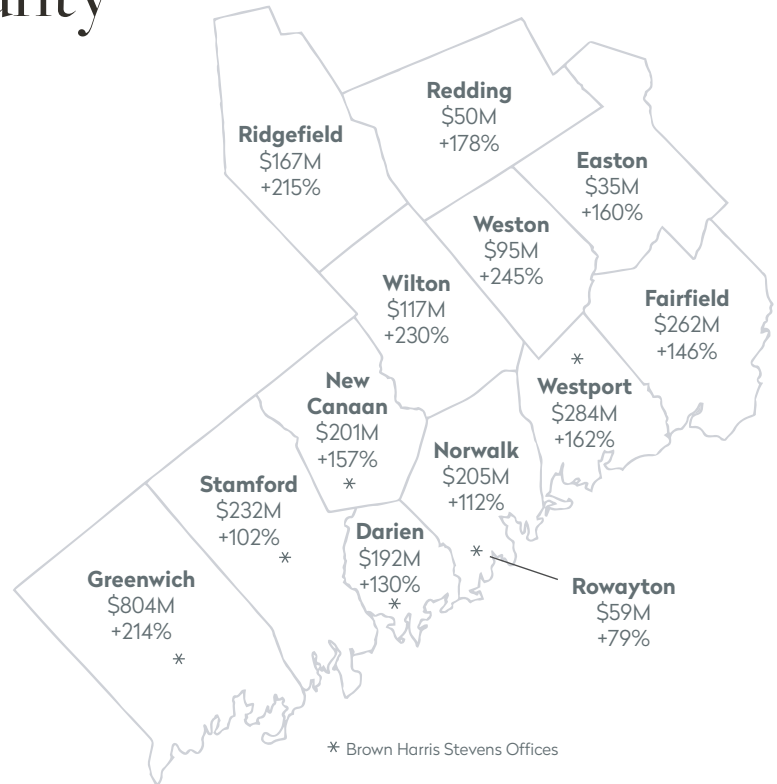 Redding
$50M
+178%
Ridgefield
$167M
+215%
Easton
$35M
+160%
Weston
$95M
+245%
Wilton
$117M
+230%
Fairfield
$262M
+146%
*
Westport
$284M
+162%
New
Canaan
$201M
+157%
*
Norwalk
$205M
+112%
*
Stamford
$232M
+102%
*
Darien
$192M
+130%
*
Greenwich
$804M
+214%
*
Rowayton
$59M
+79%
* Brown Harris Stevens Offices